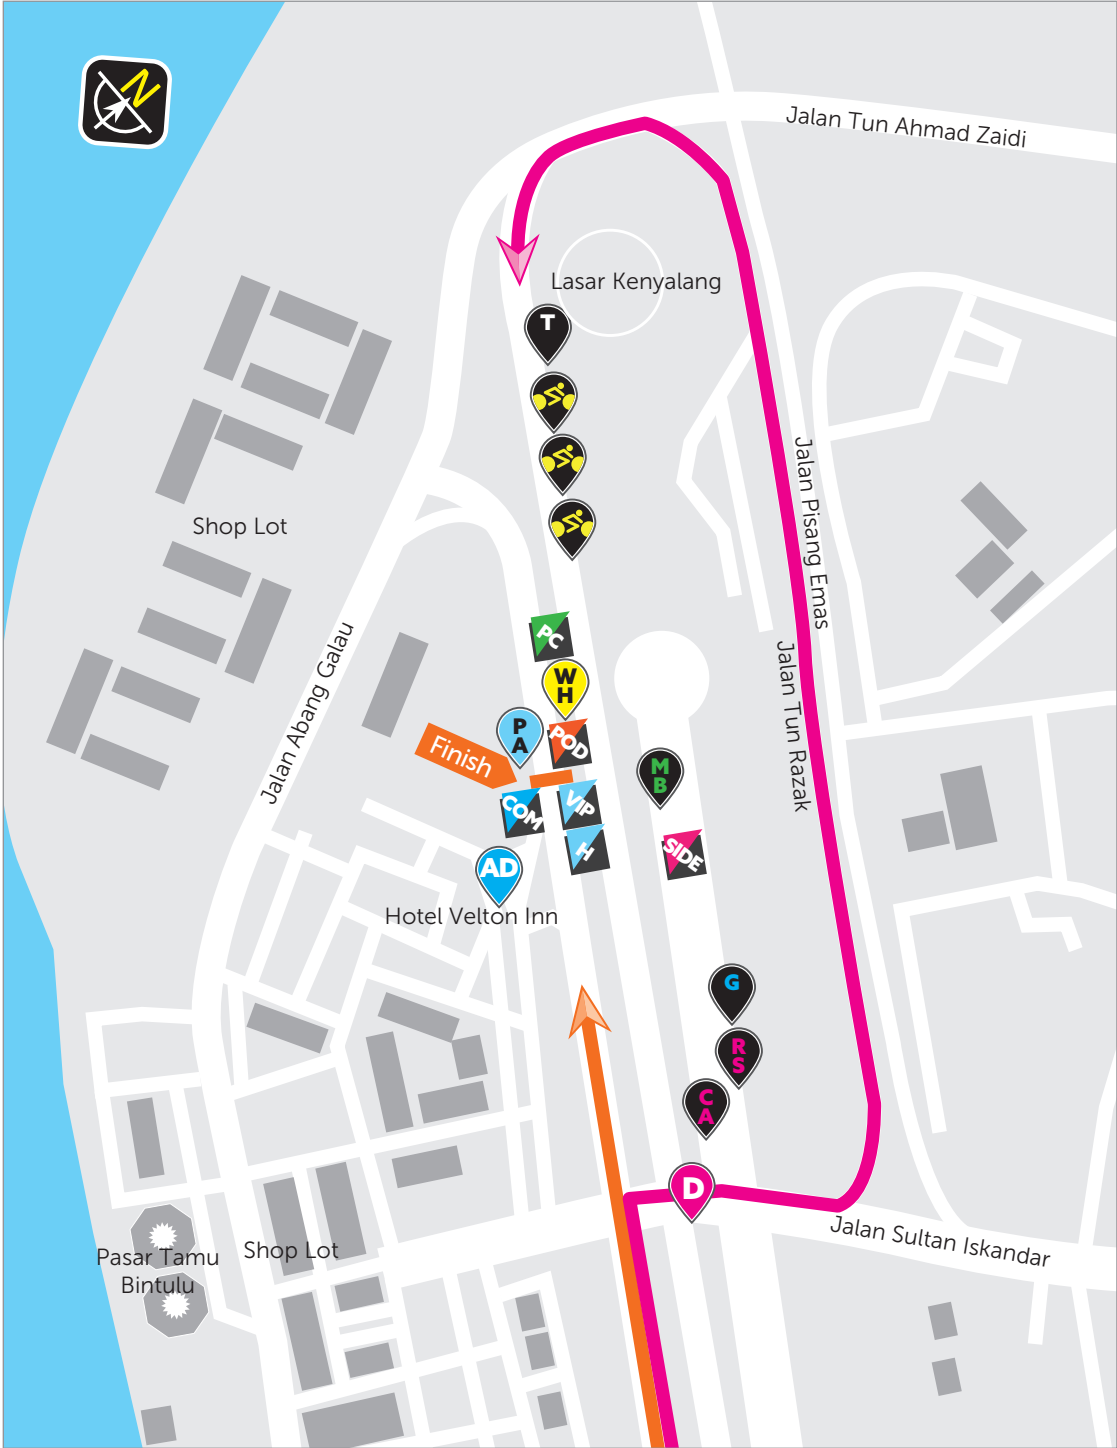 N
Jalan Tun Ahmad Zaidi
Lasar Kenyalang
T
Jalan Pisang Emas
Shop Lot
PC
WH
Jalan Abang Galau
Jalan Tun Razak
PA
POD
Finish
MB
COM
VIP
H
SIDE
AD
Hotel Velton Inn
G
RS
CA
D
Jalan Sultan Iskandar
Pasar Tamu
Bintulu
Shop Lot